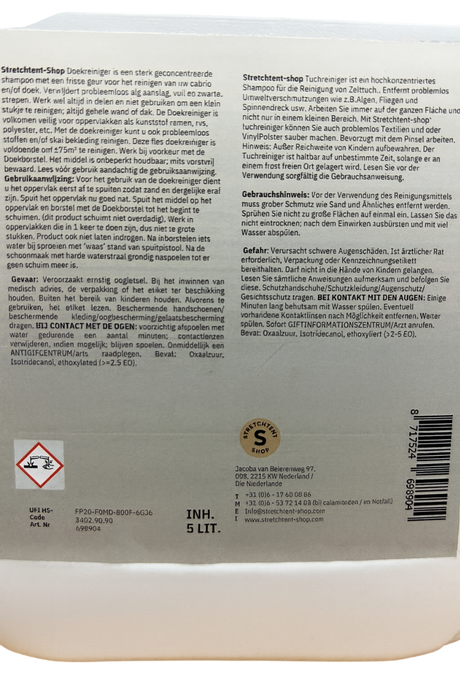 Stretchtent-Shop Doekreiniger is een sterk geconcentreerde
shampoo met een frisse geur voor het reinigen van uw cabrio
en/of doek. Verwijdert probleemloos alg aanslag, vuil en zwarte
strepen. Werk wel altijd in delen en niet gebruiken om een klein
stukje te reinigen; altijd gehele wand of dak. De Doekreiniger is
volkomen veilig voor oppervlakken als kunststof ramen, rvs,
polyester, etc. Met de doekreiniger kunt u ook probleemloos
stoffen en/of skai bekleding reinigen. Deze fles doekreiniger is
voldoende om ±75m² te reinigen. Werk bij voorkeur met de
Doekborstel. Het middel is onbeperkt houdbaar; mits vorstvrij
bewaard. Lees vóór gebruik aandachtig de gebruiksaanwijzing.
Gebruikaanwijzing: Voor het gebruik van de doekreiniger dient
u het oppervlak eerst af te spuiten zodat zand en dergelijke eraf
zijn. Spuit het oppervlak nu goed nat. Spuit het middel op het
oppervlak en borstel met de Doekborstel tot het begint te
schuimen. (dit product schuimt niet overdadig). Werk in
oppervlakken die in 1 keer te doen zijn, dus niet te grote
stukken. Product ook niet laten indrogen. Na inborstelen iets
water bij sproeien met 'waas' stand van spuitpistool. Na de
schoonmaak met harde waterstraal grondig naspoelen tot er
geen schuim meer is.
Gevaar: Veroorzaakt ernstig oogletsel. Bij het inwinnen van
medisch advies, de verpakking of het etiket ter beschikking
houden. Buiten het bereik van kinderen houden. Alvorens te
gebruiken, het etiket lezen. Beschermende handschoenen/
beschermende kleding/oogbescherming/gelaatsbescherming
dragen. BIJ CONTACT MET DE OGEN: voorzichtig afspoelen met
water gedurende een aantal minuten; contactlenzen
verwijderen, indien mogelijk; blijven spoelen. Onmiddellijk een
ANTIGIFCENTRUM/arts raadplegen. Bevat: Oxaalzuur,
Isotridecanol, ethoxylated (>=2.5 EO).
Stretchtent-shop Tuchreiniger ist ein hochkonzentriertes
Shampoo für die Reinigung von Zelttuch.. Entfernt problemlos
Umweltverschmutzungen wie z.B.Algen, Fliegen und
Spinnendreck usw. Arbeiten Sie immer auf der ganzen Fläche und
nicht nur in einem kleinen Bereich. Mit Stretchtent-shop'
tuchreiniger können Sie auch problemlos Textilien und oder
VinylPolster sauber machen. Bevorzugt mit dem Pinsel arbeiten.
Hinweis: Außer Reichweite von Kindern aufbewahren. Der
Tuchreiniger ist haltbar auf unbestimmte Zeit, solange er an
einem frost freien Ort gelagert wird. Lesen Sie vor der
Verwendung sorgfältig die Gebrauchsanweisung.
Gebrauchshinweis: Vor der Verwendung des Reinigungsmittels
muss grober Schmutz wie Sand und Ähnliches entfernt werden.
Sprühen Sie nicht zu große Flächen auf einmal ein. Lassen Sie das
nicht eintrocknen; nach dem Einwirken ausbürsten und mit viel
Wasser abspülen.
Gefahr: Verursacht schwere Augenschäden. Ist ärztlicher Rat
erforderlich, Verpackung oder Kennzeichnungsetikett
bereithalten. Darf nicht in die Hände von Kindern gelangen.
Lesen Sie sämtliche Anweisungen aufmerksam und befolgen Sie
diese. Schutzhandschuhe/Schutzkleidung/Augenschutz/
Gesichtsschutz tragen. BEI KONTAKT MIT DEN AUGEN: Einige
Minuten lang behutsam mit Wasser spülen. Eventuell
vorhandene Kontaktlinsen nach Möglichkeit entfernen. Weiter
spülen. Sofort GIFTINFORMATIONSZENTRUM/Arzt anrufen.
Bevat: Oxaalzuur, Isotridecanol, ethoxyliert (>2-5 EO).
STRETCHTENT
S
SHOP
Jacoba van Beierenweg 97,
008, 2215 KW Nederland /
Die Niederlande
T +31 (0)6 - 17 60 08 86
M +31 (0)6 - 53 72 14 03 (bij calamiteiten / im Notfall)
E Info@stretchtent-shop.com
I www.stretchtent-shop.com
UFI HS- FP20-F0MD-800F-6GJ6
Code 3402.90.90
Art. Nr 698904
INH.
5 LIT.
8 717524 698904